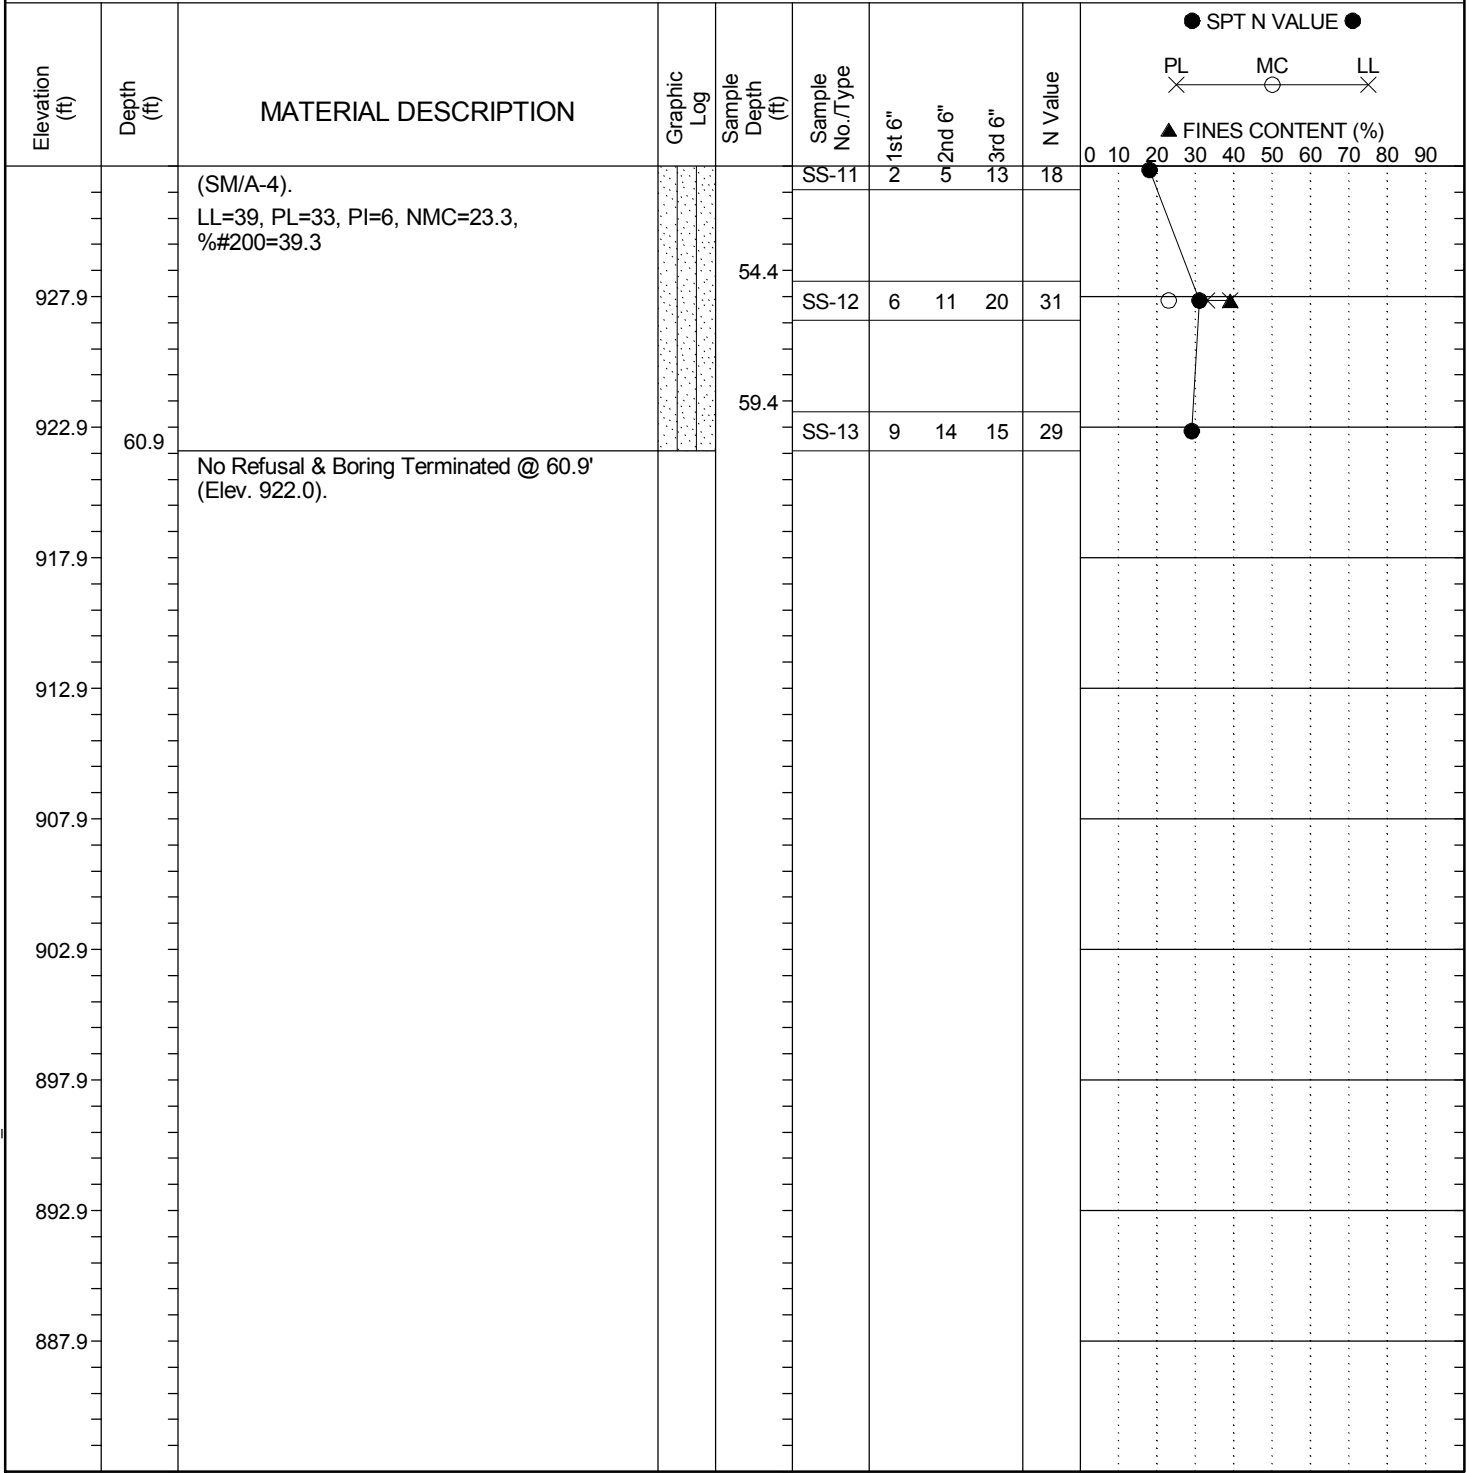 ● SPT N VALUE ●
PL MC LL
▲ FINES CONTENT (%)
Elevation (ft)
Depth (ft)
MATERIAL DESCRIPTION
Graphic Log
Sample Depth (ft)
Sample No./Type
1st 6"
2nd 6"
3rd 6"
N Value
0 10 20 30 40 50 60 70 80 90
(SM/A-4).
SS-11 2 5 13 18
LL=39, PL=33, PI=6, NMC=23.3,
%#200=39.3
54.4
927.9 SS-12 6 11 20 31
59.4
922.9 SS-13 9 14 15 29
60.9
No Refusal & Boring Terminated @ 60.9'
(Elev. 922.0).
917.9
912.9
907.9
902.9
897.9
892.9
887.9